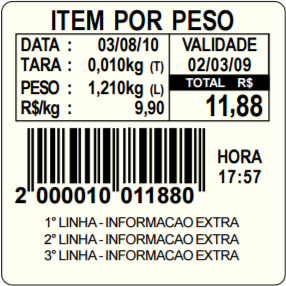 ITEM POR PESO
DATA : 03/08/10
TARA : 0,010kg (T)
PESO : 1,210kg (L)
R$/kg : 9,90
VALIDADE
02/03/09
TOTAL R$
11,88
HORA
17:57
2 000010 011880
1° LINHA - INFORMACAO EXTRA
2° LINHA - INFORMACAO EXTRA
3° LINHA - INFORMACAO EXTRA